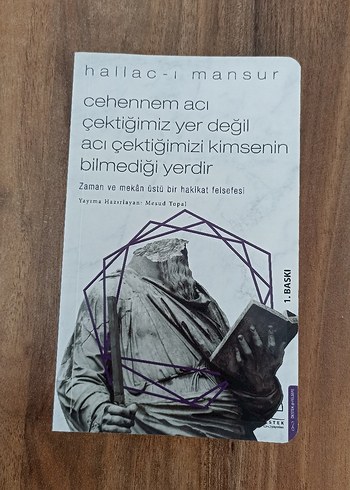 hallac-ı mansur
cehennem acı
çektiğimiz yer değil
acı çektiğimizi kimsenin
bilmediği yerdir
Zaman ve mekân üstü bir hakikat felsefesi
Yayıma Hazırlayan: Mesud Topal
1. BASKI